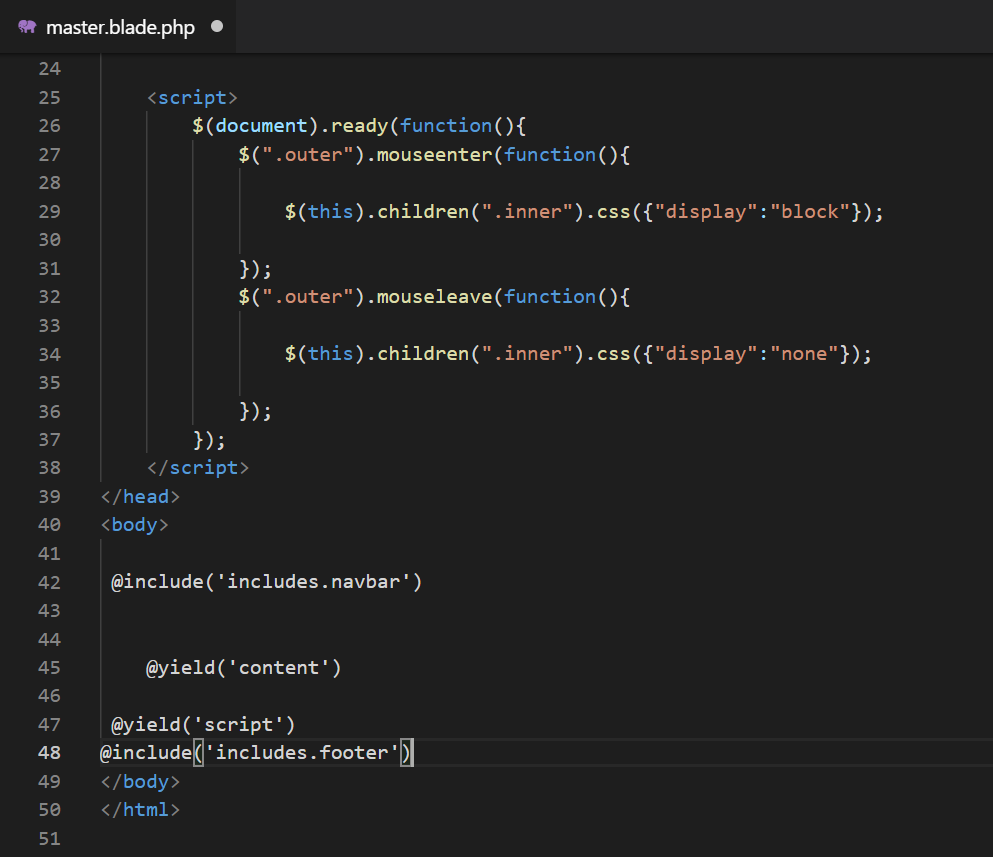 master.blade.php
24
25 <script>
26 $(document).ready(function(){
27 $(".outer").mouseenter(function(){
28
29 $(this).children(".inner").css({"display":"block"});
30
31 });
32 $(".outer").mouseleave(function(){
33
34 $(this).children(".inner").css({"display":"none"});
35
36 });
37 });
38 </script>
39 </head>
40 <body>
41
42 @include('includes.navbar')
43
44
45 @yield('content')
46
47 @yield('script')
48 @include('includes.footer')
49 </body>
50 </html>
51